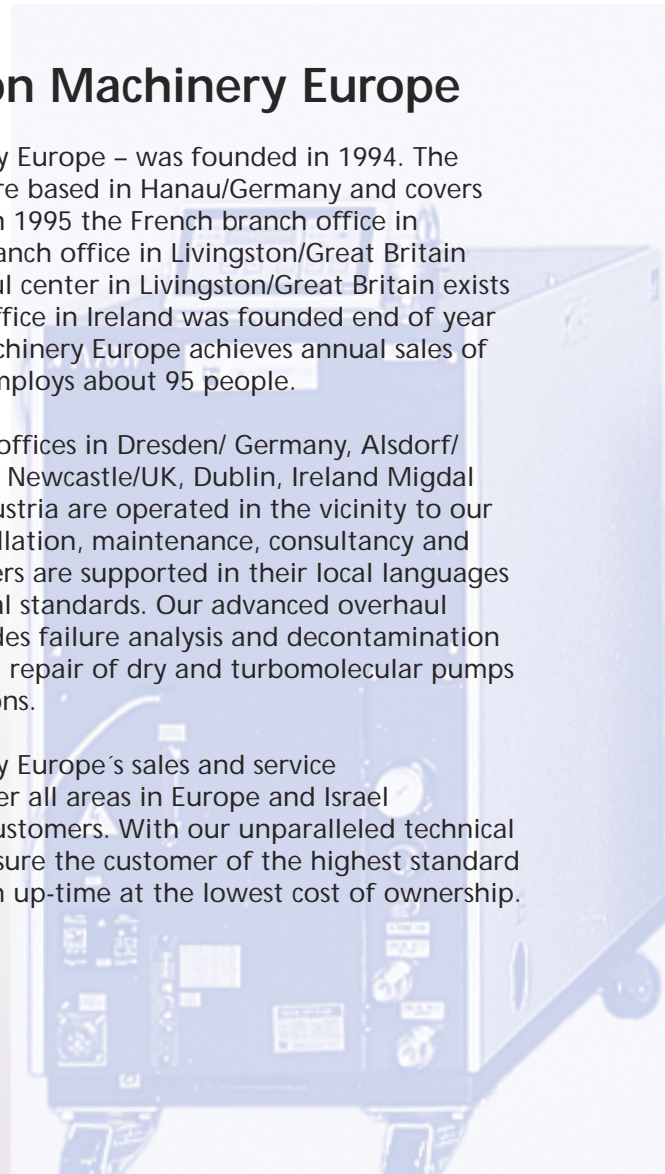 on Machinery Europe
y Europe – was founded in 1994. The
re based in Hanau/Germany and covers
n 1995 the French branch office in
anch office in Livingston/Great Britain
ul center in Livingston/Great Britain exists
ffice in Ireland was founded end of year
chinery Europe achieves annual sales of
mploys about 95 people.
offices in Dresden/ Germany, Alsdorf/
Newcastle/UK, Dublin, Ireland Migdal
ustria are operated in the vicinity to our
llation, maintenance, consultancy and
ers are supported in their local languages
al standards. Our advanced overhaul
des failure analysis and decontamination
repair of dry and turbomolecular pumps
ons.
y Europe´s sales and service
er all areas in Europe and Israel
ustomers. With our unparalleled technical
sure the customer of the highest standard
n up-time at the lowest cost of ownership.